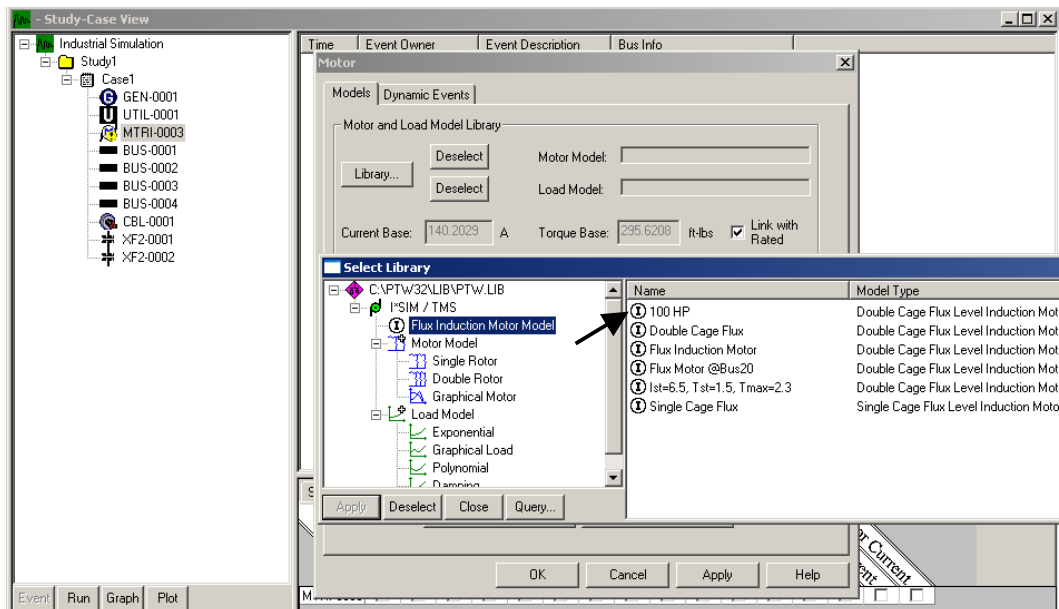 - Study-Case View
Industrial Simulation
Study1
Case1
GEN-0001
UTIL-0001
MTRI-0003
BUS-0001
BUS-0002
BUS-0003
BUS-0004
CBL-0001
XF2-0001
XF2-0002
Event Run Graph Plot
Time Event Owner Event Description Bus Info
Motor
Models Dynamic Events
Motor and Load Model Library
Library...
Deselect Motor Model:
Deselect Load Model:
Current Base: 140.2029 A Torque Base: 295.6208 ft-lbs Link with
Rated
Select Library
C:\PTW32\LIB\PTW.LIB
I*SIM / TMS
Flux Induction Motor Model
Motor Model
Single Rotor
Double Rotor
Graphical Motor
Load Model
Exponential
Graphical Load
Polynomial
Damping
Apply Deselect Close Query...
Name Model Type
100 HP Double Cage Flux Level Induction Mot
Double Cage Flux Double Cage Flux Level Induction Mot
Flux Induction Motor Double Cage Flux Level Induction Mot
Flux Motor @Bus20 Double Cage Flux Level Induction Mot
Ist=6.5, Tst=1.5, Tmax=2.3 Double Cage Flux Level Induction Mot
Single Cage Flux Single Cage Flux Level Induction Moto
OK Cancel Apply Help
Current